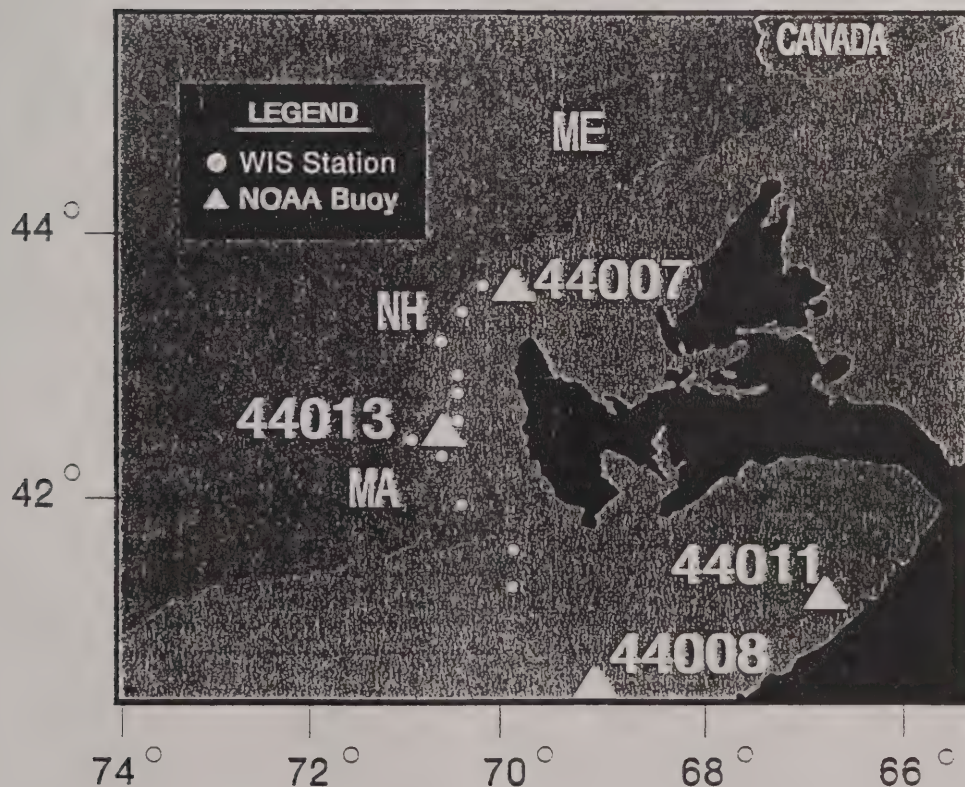 CANADA
LEGEND
WIS Station
NOAA Buoy
ME
44°
44007
NH
44013
42°
MA
44011
44008
74° 72° 70° 68° 66°